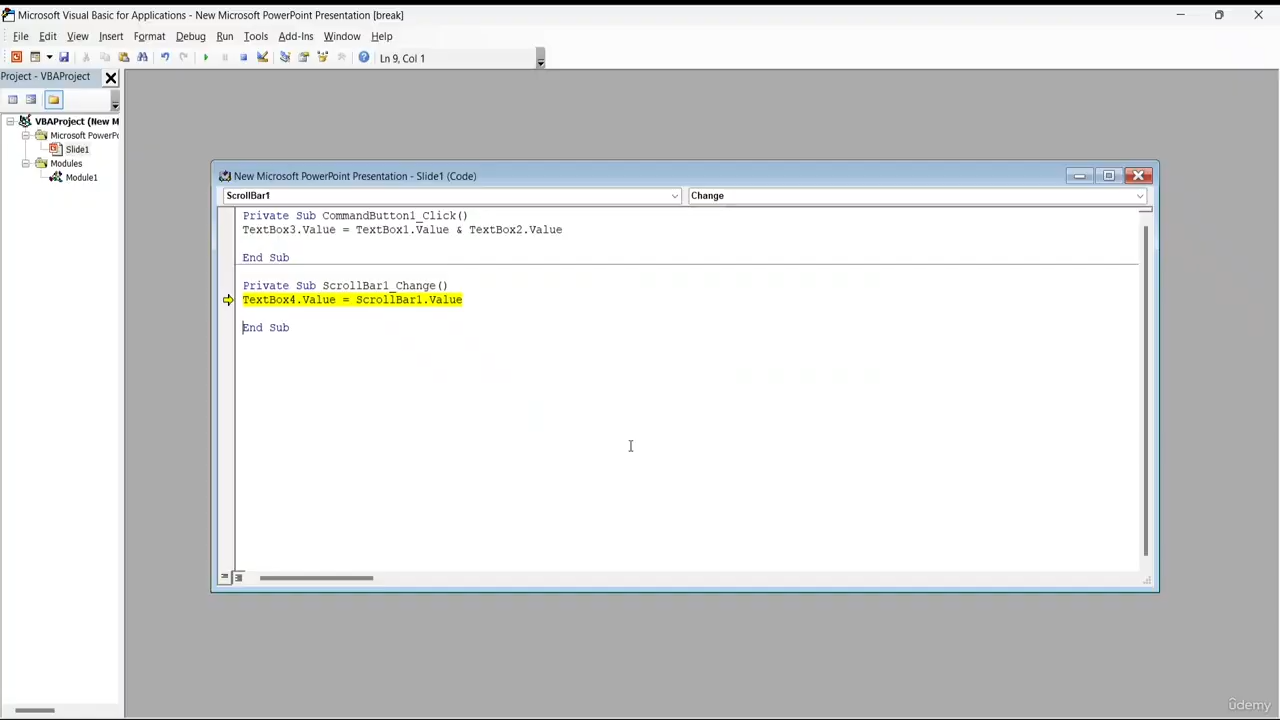 Microsoft Visual Basic for Applications - New Microsoft PowerPoint Presentation [break]
File Edit View Insert Format Debug Run Tools Add-Ins Window Help
Ln 9, Col 1
Project - VBAProject
VBAProject (New M
Microsoft PowerPo
Slide1
Modules
Module1
New Microsoft PowerPoint Presentation - Slide1 (Code)
ScrollBar1 Change
Private Sub CommandButton1_Click()
TextBox3.Value = TextBox1.Value & TextBox2.Value
End Sub
Private Sub ScrollBar1_Change()
TextBox4.Value = ScrollBar1.Value
End Sub
ûdemy